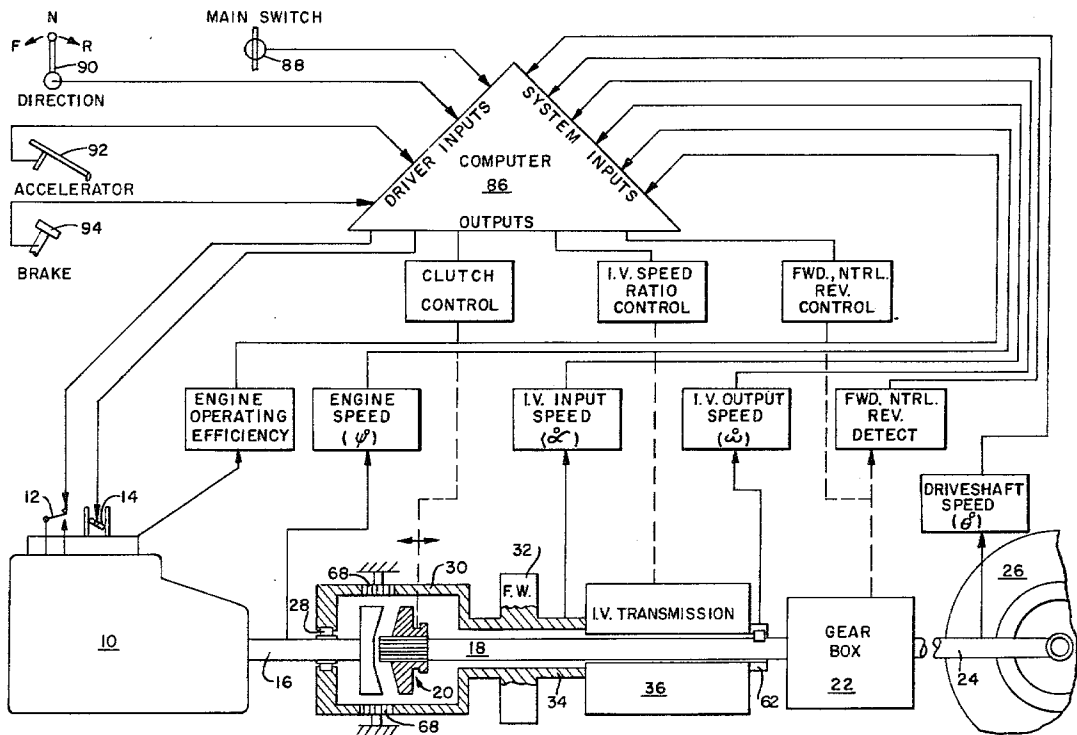 MAIN SWITCH
88
N
F R
90
DIRECTION
92
ACCELERATOR
94
BRAKE
DRIVER INPUTS
SYSTEM INPUTS
COMPUTER
86
OUTPUTS
CLUTCH
CONTROL
I.V. SPEED
RATIO
CONTROL
FWD., NTRL.
REV.
CONTROL
ENGINE
OPERATING
EFFICIENCY
ENGINE
SPEED
(ψ̊)
I.V. INPUT
SPEED
(α̊)
I.V. OUTPUT
SPEED
(ω̊)
FWD. NTRL.
REV.
DETECT
DRIVESHAFT
SPEED
(θ̊)
12
14
68
30
32
F.W.
26
28
I.V. TRANSMISSION
GEAR
BOX
10
18
22
16
20
34
36
62
24
68